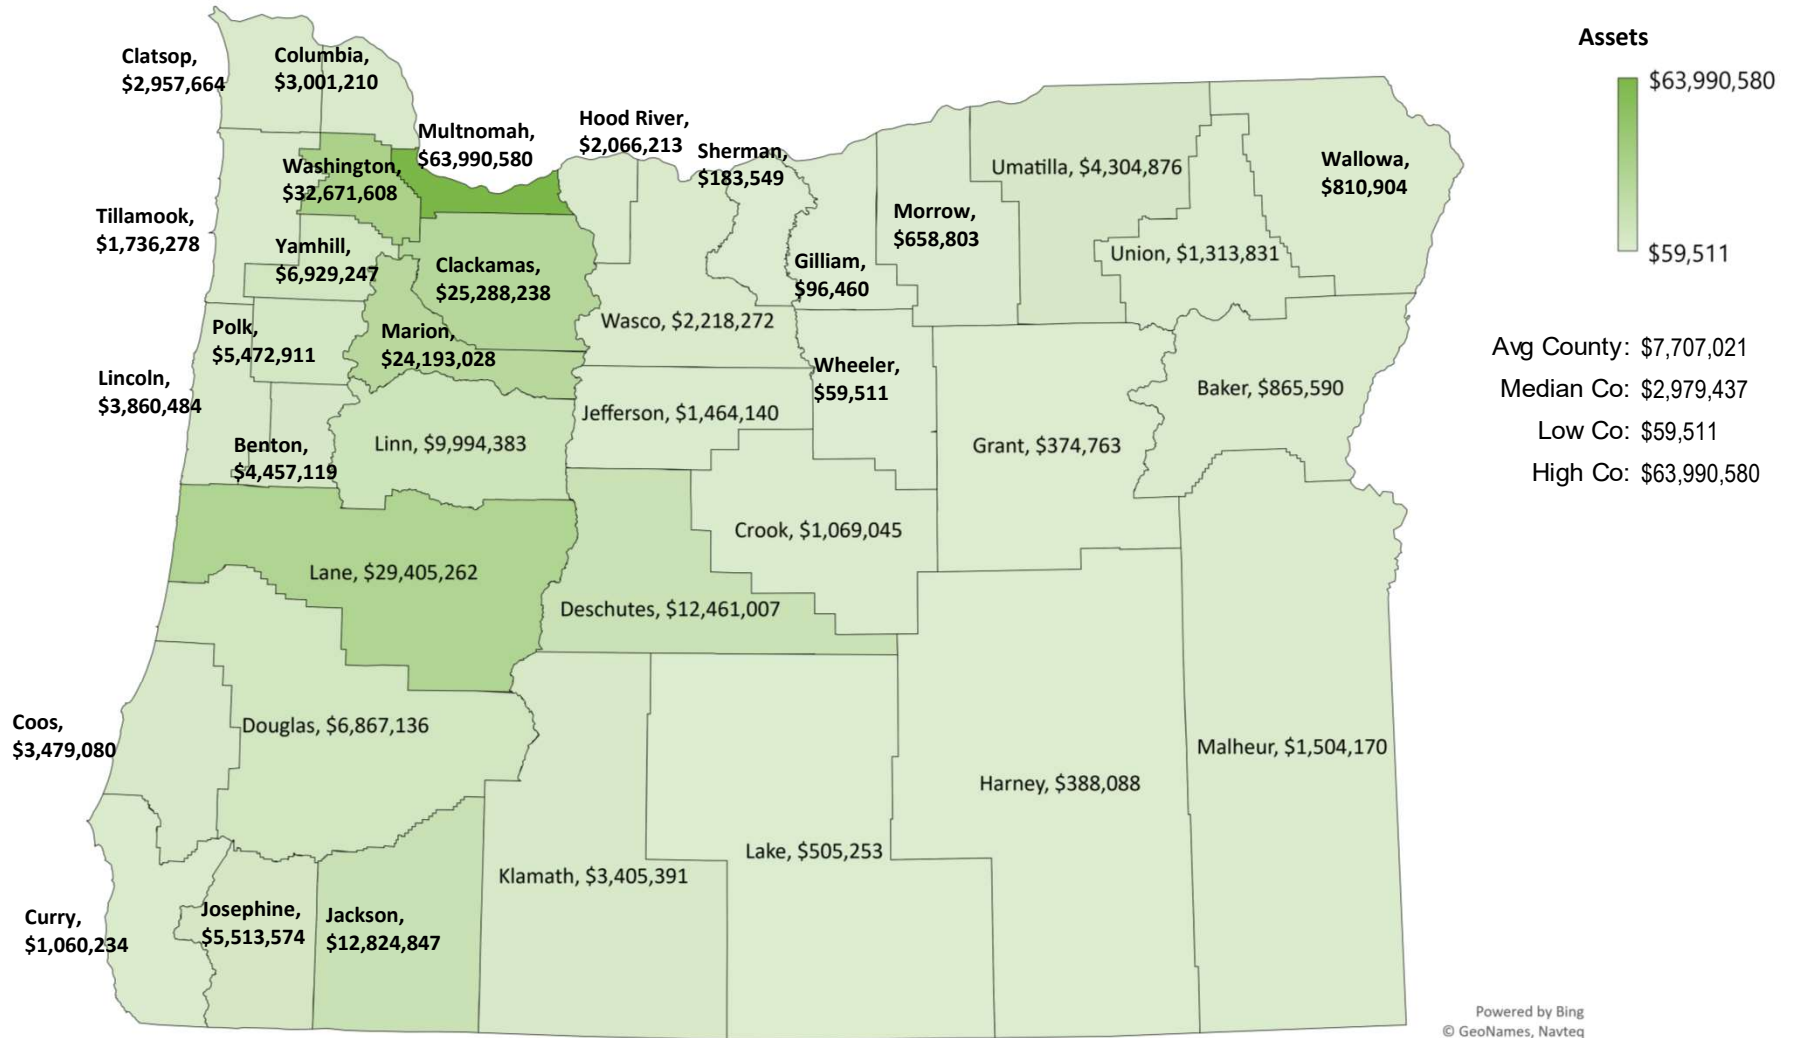 Clatsop,
$2,957,664
Columbia,
$3,001,210
Multnomah,
$63,990,580
Hood River,
$2,066,213
Sherman,
$183,549
Washington,
$32,671,608
Umatilla, $4,304,876
Wallowa,
$810,904
Tillamook,
$1,736,278
Yamhill,
$6,929,247
Clackamas,
$25,288,238
Gilliam,
$96,460
Morrow,
$658,803
Union, $1,313,831
Polk,
$5,472,911
Marion,
$24,193,028
Wasco, $2,218,272
Wheeler,
$59,511
Lincoln,
$3,860,484
Jefferson, $1,464,140
Baker, $865,590
Benton,
$4,457,119
Linn, $9,994,383
Grant, $374,763
Crook, $1,069,045
Lane, $29,405,262
Deschutes, $12,461,007
Coos,
$3,479,080
Douglas, $6,867,136
Malheur, $1,504,170
Harney, $388,088
Lake, $505,253
Klamath, $3,405,391
Curry,
$1,060,234
Josephine,
$5,513,574
Jackson,
$12,824,847
Assets
$63,990,580
$59,511
Avg County: $7,707,021
Median Co: $2,979,437
Low Co: $59,511
High Co: $63,990,580
Powered by Bing
© GeoNames, Navteq